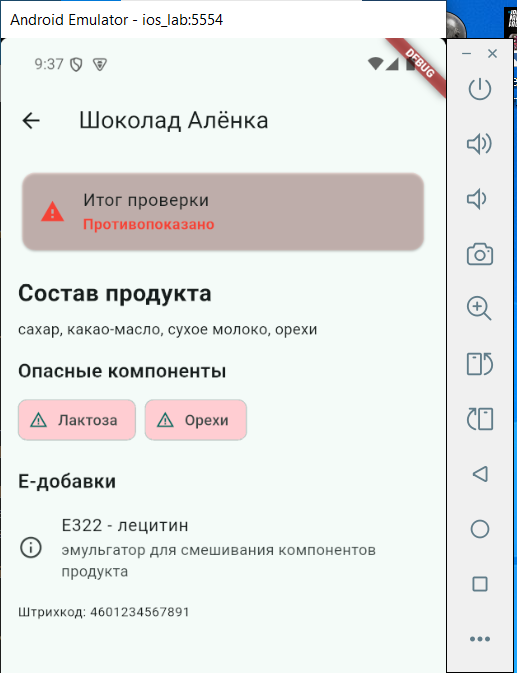 Android Emulator - ios_lab:5554
9:37
DEBUG
Шоколад Алёнка
Итог проверки
Противопоказано
Состав продукта
сахар, какао-масло, сухое молоко, орехи
Опасные компоненты
Лактоза
Орехи
Е-добавки
E322 - лецитин
эмульгатор для смешивания компонентов
продукта
Штрихкод: 4601234567891